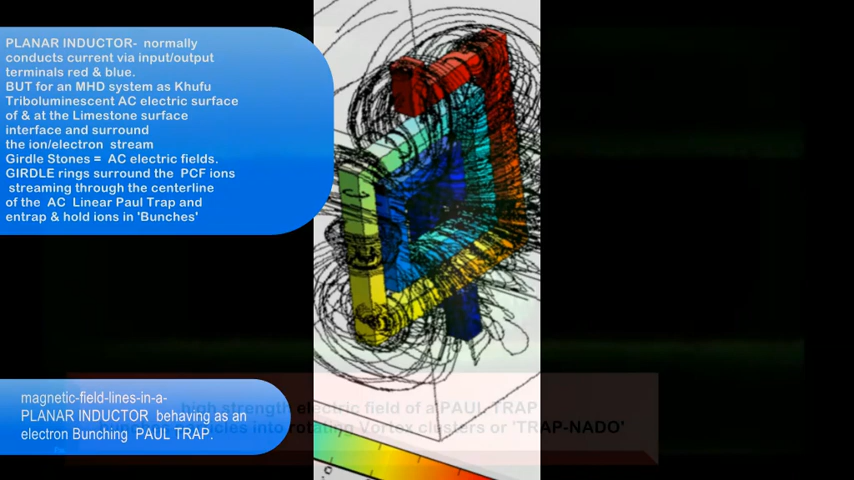 PLANAR INDUCTOR- normally
conducts current via input/output
terminals red & blue.
BUT for an MHD system as Khufu
Triboluminescent AC electric surface
of & at the Limestone surface
interface and surround
the ion/electron stream
Girdle Stones = AC electric fields.
GIRDLE rings surround the PCF ions
streaming through the centerline
of the AC Linear Paul Trap and
entrap & hold ions in 'Bunches'
magnetic-field-lines-in-a-
PLANAR INDUCTOR behaving as an
electron Bunching PAUL TRAP.
high strength electric field of a PAUL TRAP
into rotating Vortex clusters or 'TRAP-NADO'